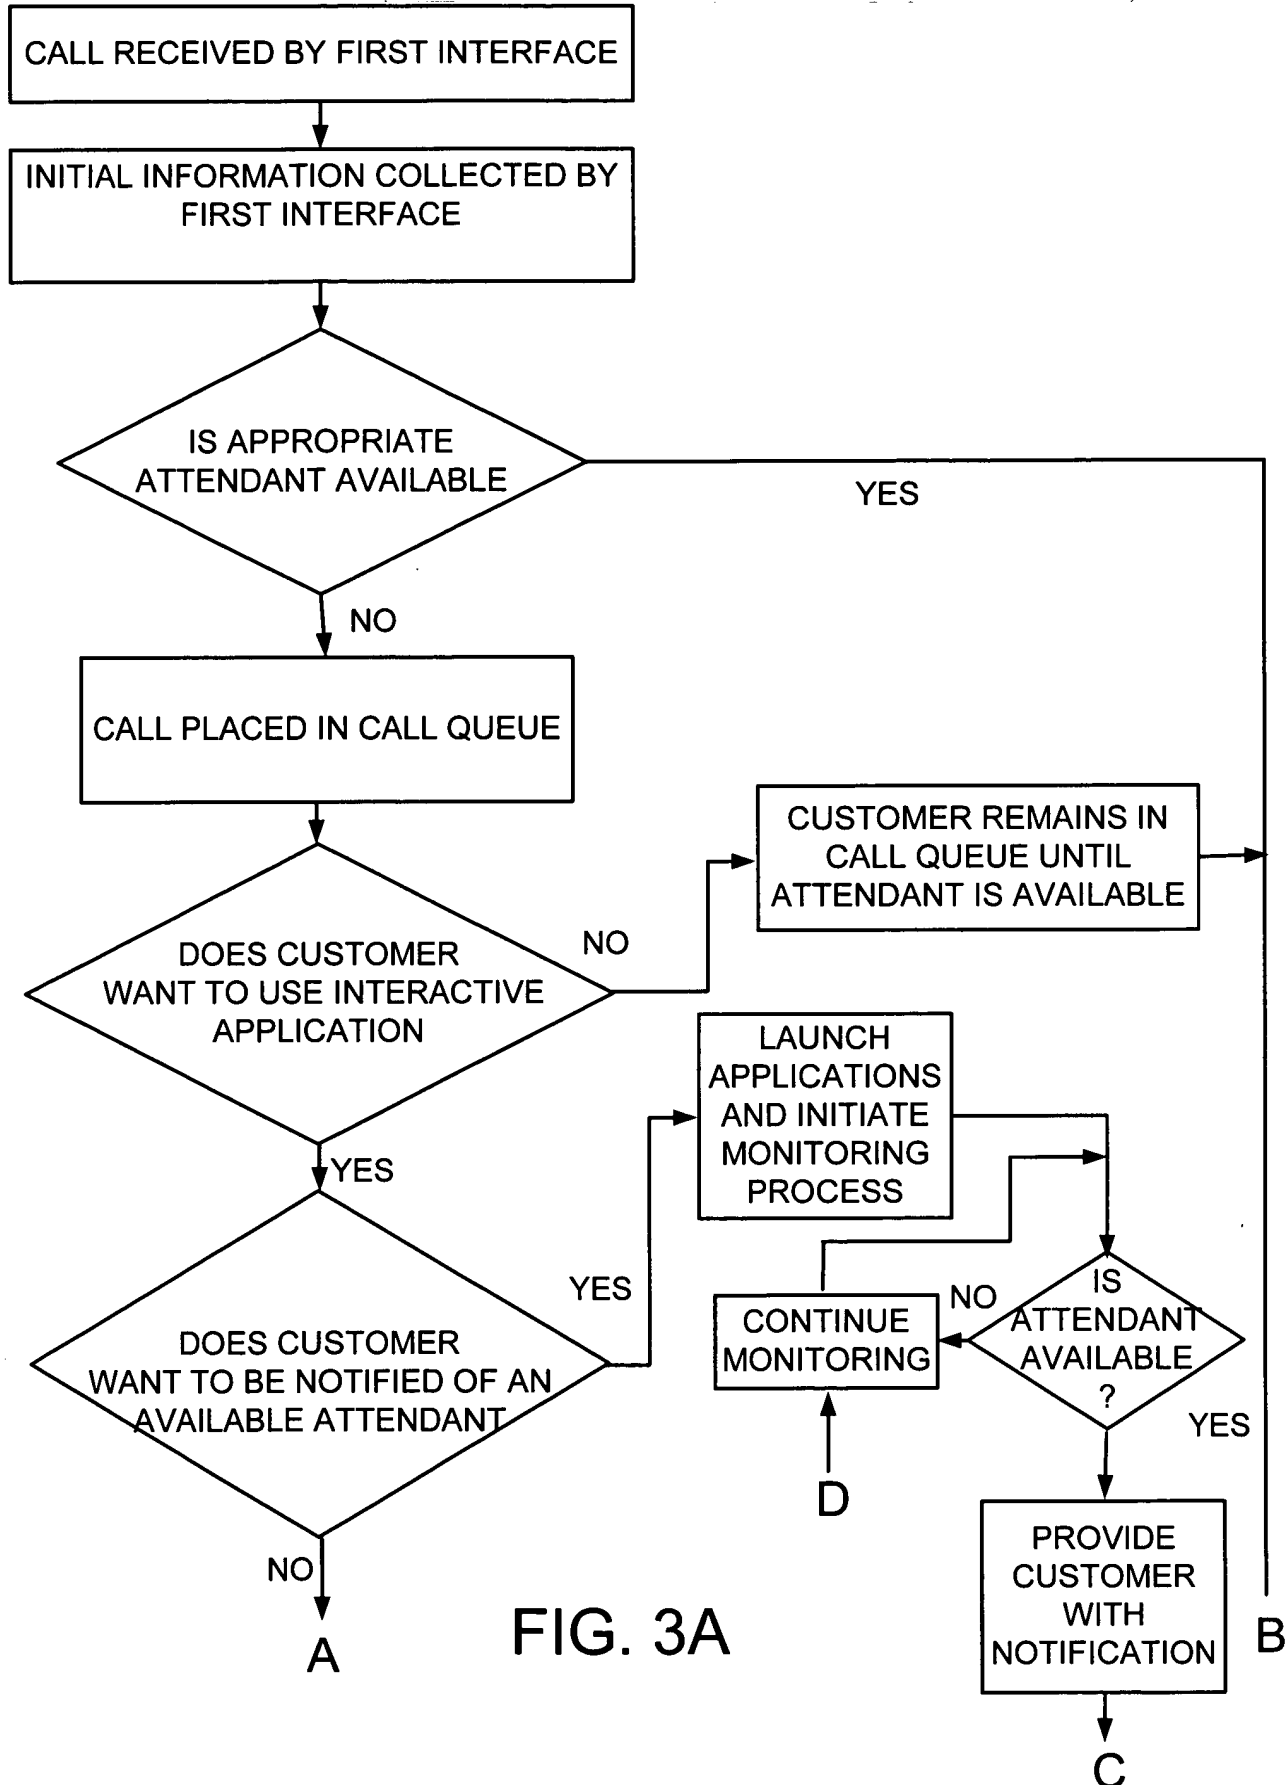 CALL RECEIVED BY FIRST INTERFACE
INITIAL INFORMATION COLLECTED BY
FIRST INTERFACE
IS APPROPRIATE
ATTENDANT AVAILABLE
YES
NO
CALL PLACED IN CALL QUEUE
CUSTOMER REMAINS IN
CALL QUEUE UNTIL
ATTENDANT IS AVAILABLE
DOES CUSTOMER
WANT TO USE INTERACTIVE
APPLICATION
NO
YES
LAUNCH
APPLICATIONS
AND INITIATE
MONITORING
PROCESS
DOES CUSTOMER
WANT TO BE NOTIFIED OF AN
AVAILABLE ATTENDANT
YES
NO
A
CONTINUE
MONITORING
NO
IS
ATTENDANT
AVAILABLE
?
YES
D
PROVIDE
CUSTOMER
WITH
NOTIFICATION
B
C
FIG. 3A